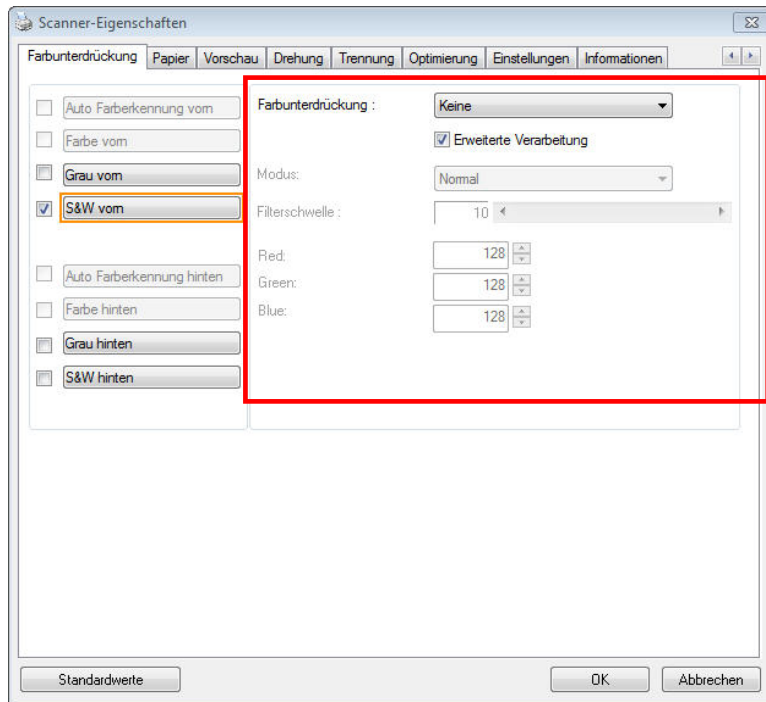 Scanner-Eigenschaften
Farbunterdrückung Papier Vorschau Drehung Trennung Optimierung Einstellungen Informationen
Auto Farberkennung vorn
Farbe vorn
Grau vorn
S&W vorn
Auto Farberkennung hinten
Farbe hinten
Grau hinten
S&W hinten
Farbunterdrückung : Keine
Erweiterte Verarbeitung
Modus: Normal
Filterschwelle : 10
Red: 128
Green: 128
Blue: 128
Standardwerte OK Abbrechen